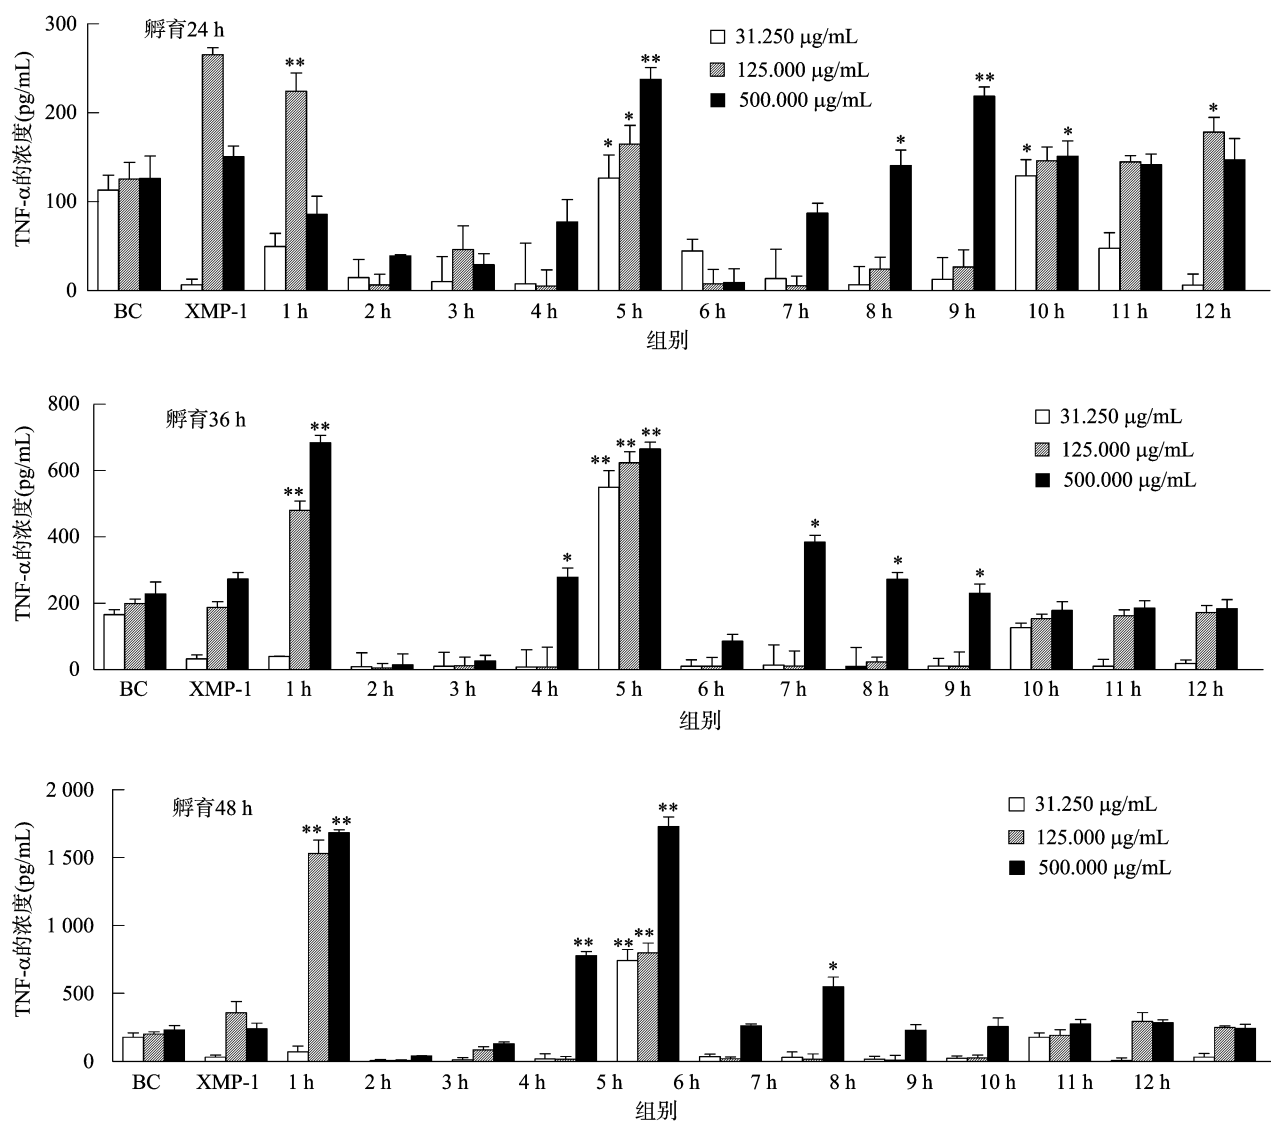 300
200
100
0
TNF-α的浓度(pg/mL)
孵育24 h
31.250 μg/mL
125.000 μg/mL
500.000 μg/mL
** * * ** * ** * * *
BC XMP-1 1 h 2 h 3 h 4 h 5 h 6 h 7 h 8 h 9 h 10 h 11 h 12 h
组别
800
600
400
200
0
TNF-α的浓度(pg/mL)
孵育36 h
31.250 μg/mL
125.000 μg/mL
500.000 μg/mL
** ** * ** ** ** * * *
BC XMP-1 1 h 2 h 3 h 4 h 5 h 6 h 7 h 8 h 9 h 10 h 11 h 12 h
组别
2 000
1 500
1 000
500
0
TNF-α的浓度(pg/mL)
孵育48 h
31.250 μg/mL
125.000 μg/mL
500.000 μg/mL
** ** ** ** ** ** *
BC XMP-1 1 h 2 h 3 h 4 h 5 h 6 h 7 h 8 h 9 h 10 h 11 h 12 h
组别